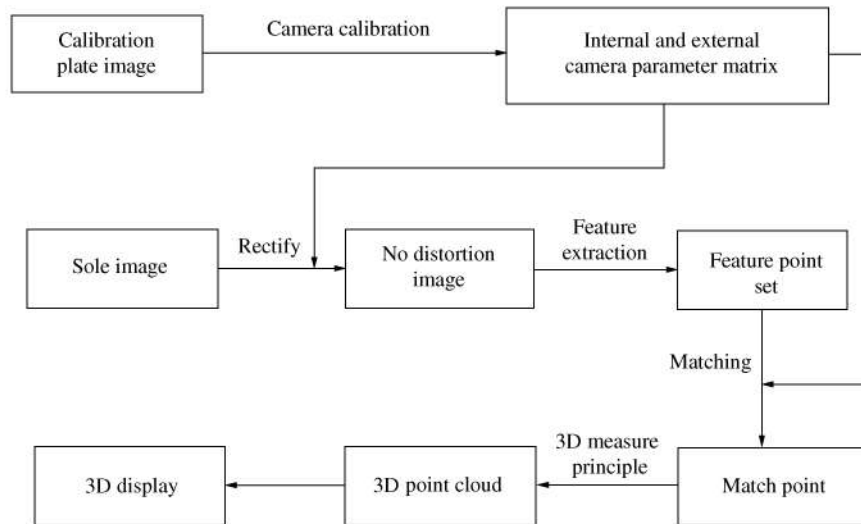 Calibration
plate image
Camera calibration
Internal and external
camera parameter matrix
Sole image
Rectify
No distortion
image
Feature
extraction
Feature point
set
Matching
3D display
3D point cloud
3D measure
principle
Match point